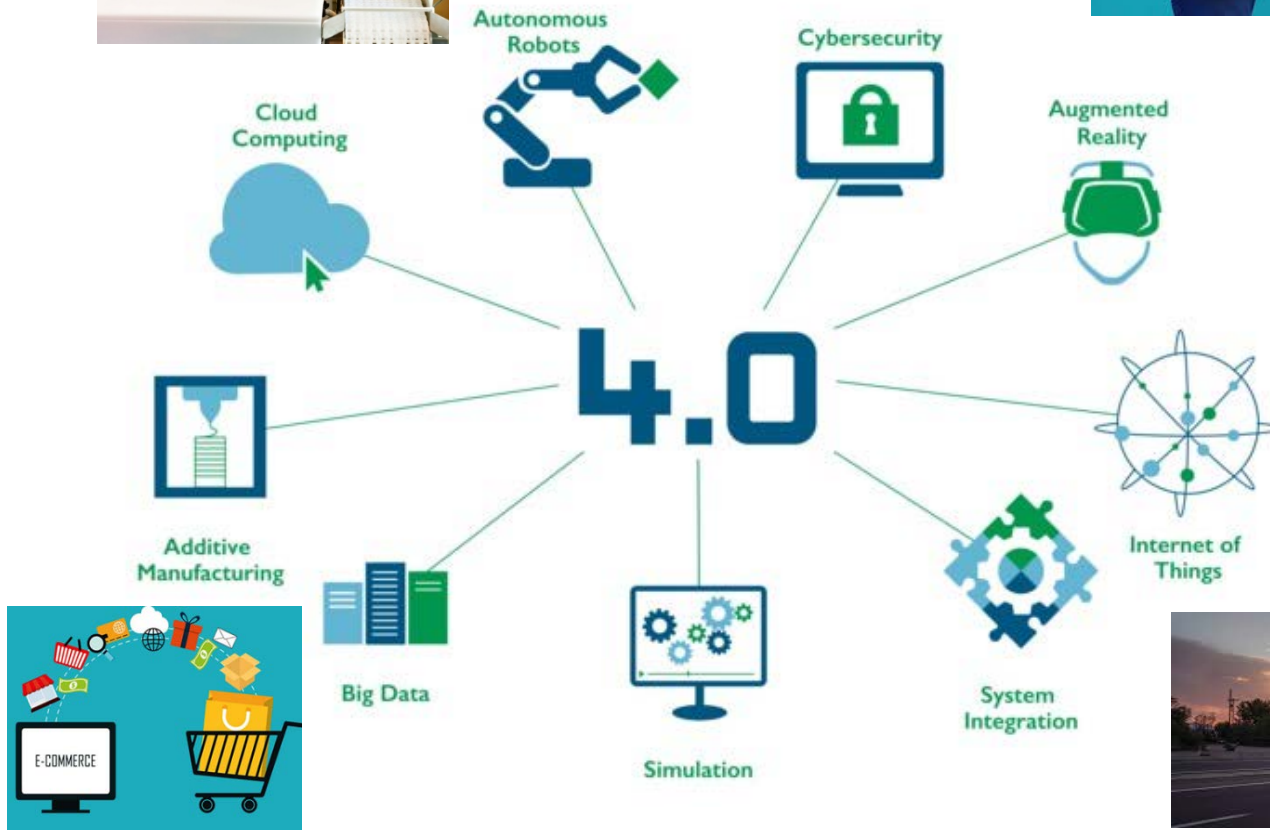 Autonomous
Robots
Cybersecurity
Cloud
Computing
Augmented
Reality
4.0
Additive
Manufacturing
Internet of
Things
Big Data
System
Integration
Simulation
E-COMMERCE